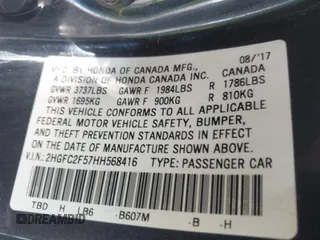 MFD BY HONDA OF CANADA MFG., 08/'17
A DIVISION OF HONDA CANADA INC. CANADA
GVWR 3737LBS GAWR F 1984LBS R 1786LBS
GVWR 1695KG GAWR F 900KG R 810KG
THIS VEHICLE CONFORMS TO ALL APPLICABLE
FEDERAL MOTOR VEHICLE SAFETY, BUMPER,
AND THEFT PREVENTION STANDARDS IN EFFECT
ON THE DATE OF MANUFACTURE SHOWN ABOVE.
V.I.N.: 2HGFC2F57HH568416 TYPE: PASSENGER CAR
TBD H LB6 -B607M -B -H
DREAMBID